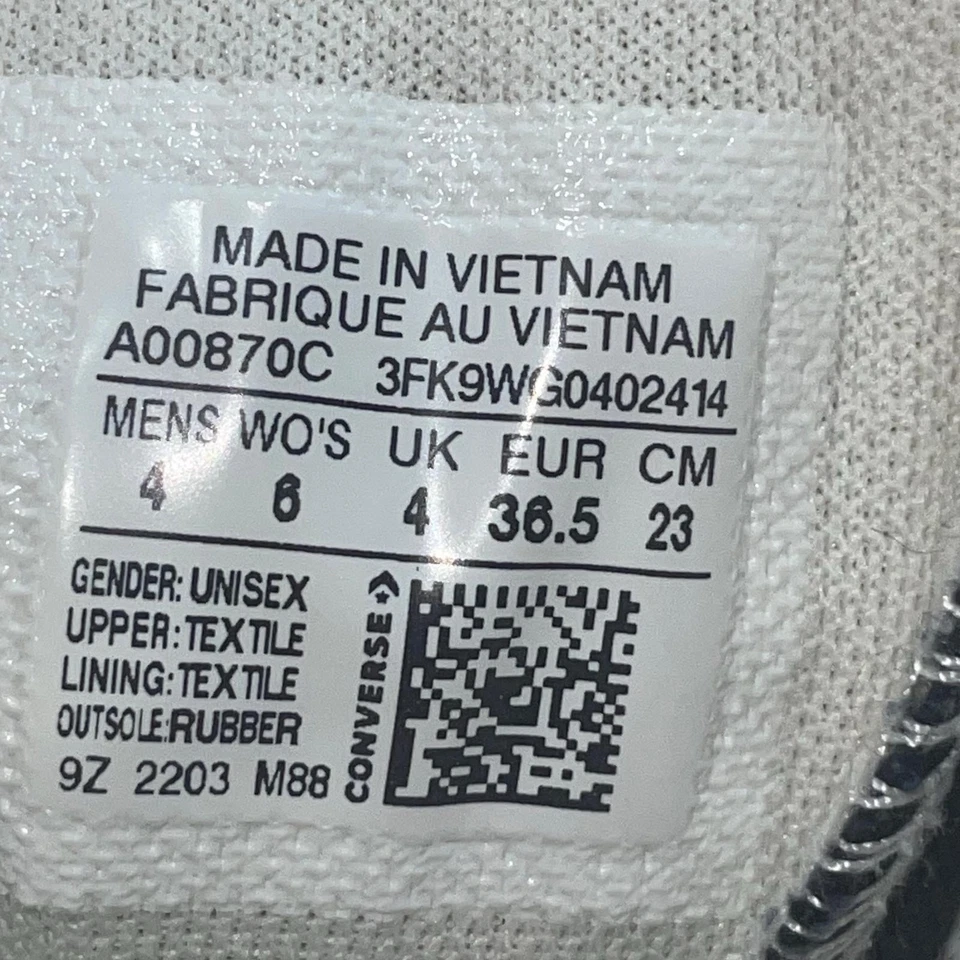 MADE IN VIETNAM
FABRIQUE AU VIETNAM
A00870C 3FK9WG0402414
MENS WO'S UK EUR CM
4 6 4 36.5 23
GENDER: UNISEX
UPPER: TEXTILE
LINING: TEXTILE
OUTSOLE: RUBBER
9Z 2203 M88
CONVERSE